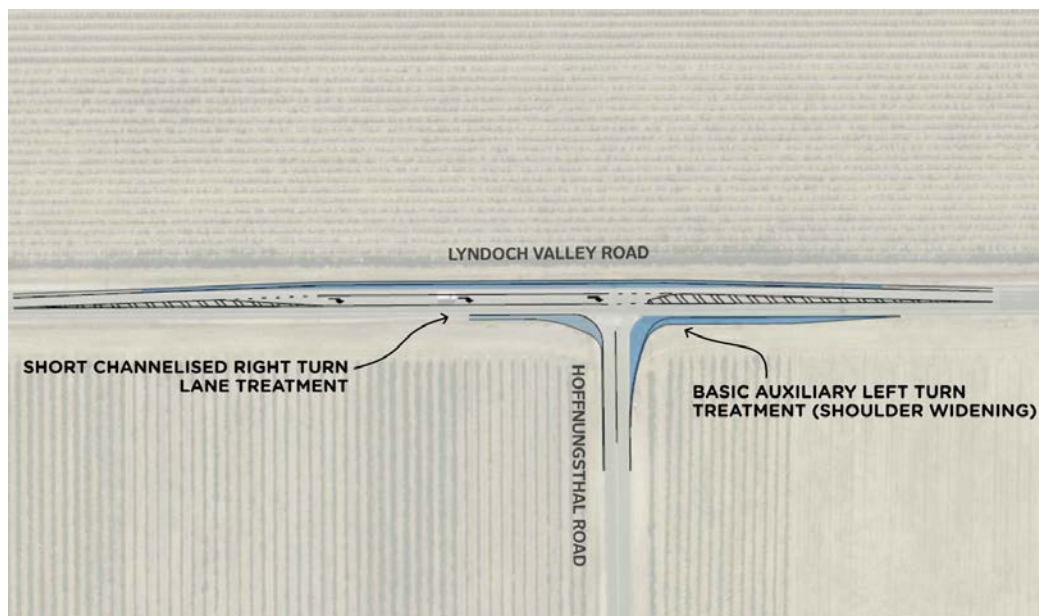 LYNDOCH VALLEY ROAD
SHORT CHANNELISED RIGHT TURN
LANE TREATMENT
HOFFNUNGSTHAL ROAD
BASIC AUXILIARY LEFT TURN
TREATMENT (SHOULDER WIDENING)